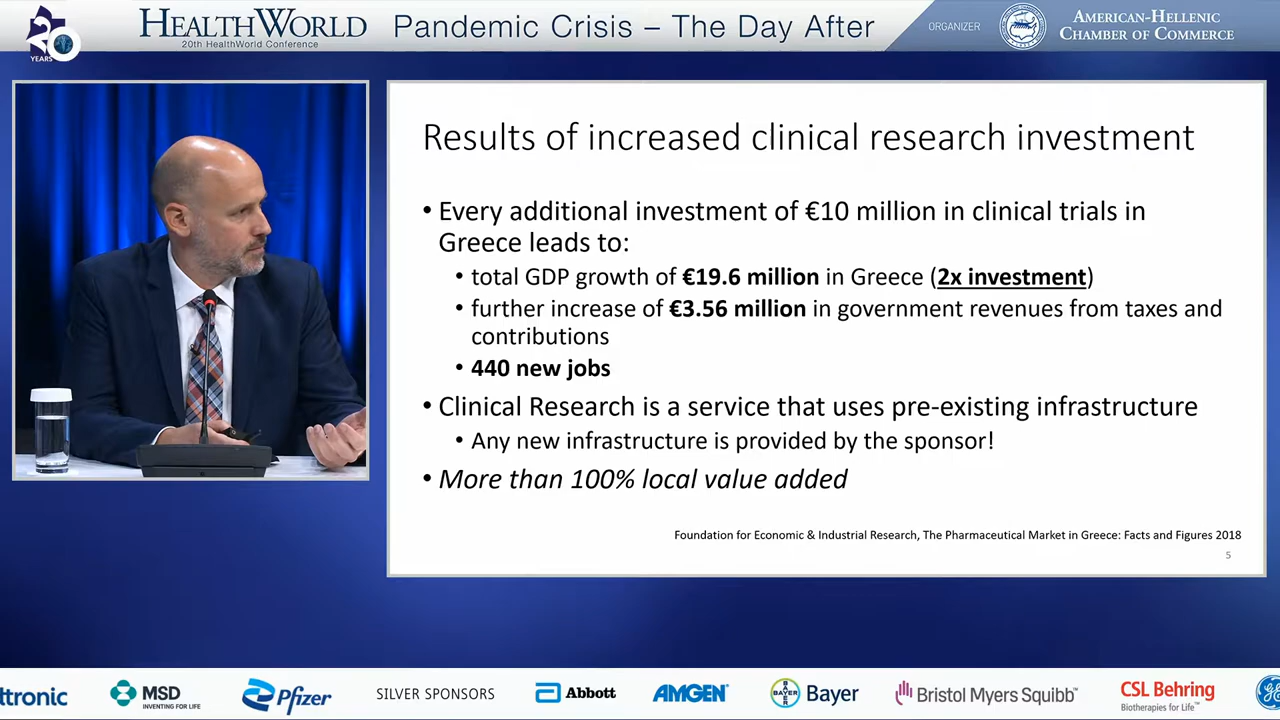 20
YEARS
HEALTHWORLD
20th HealthWorld Conference
Pandemic Crisis – The Day After
ORGANIZER
AMERICAN-HELLENIC
CHAMBER OF COMMERCE
Results of increased clinical research investment
• Every additional investment of €10 million in clinical trials in
Greece leads to:
• total GDP growth of €19.6 million in Greece (2x investment)
• further increase of €3.56 million in government revenues from taxes and
contributions
• 440 new jobs
• Clinical Research is a service that uses pre-existing infrastructure
• Any new infrastructure is provided by the sponsor!
• More than 100% local value added
Foundation for Economic & Industrial Research, The Pharmaceutical Market in Greece: Facts and Figures 2018
5
ltronic
MSD
INVENTING FOR LIFE
Pfizer
SILVER SPONSORS
Abbott
AMGEN
BAYER
Bayer
Bristol Myers Squibb™
CSL Behring
Biotherapies for Life™